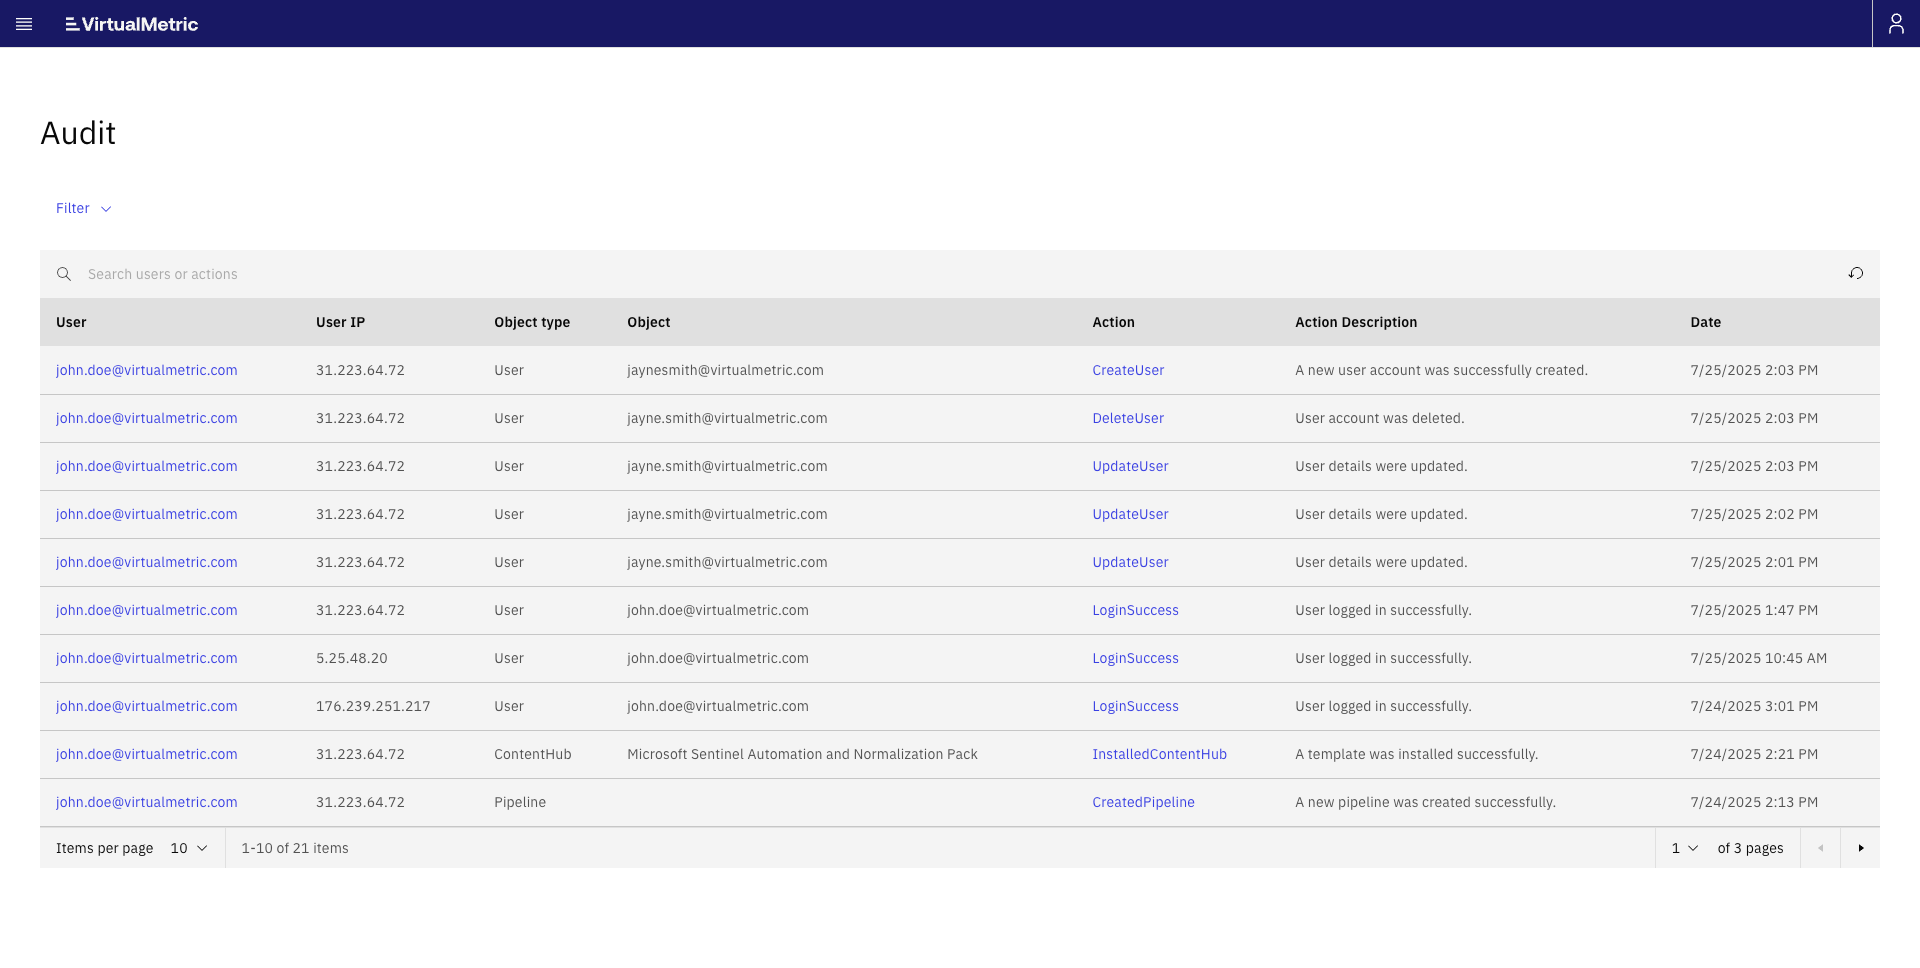 VirtualMetric
Audit
Filter
Search users or actions
User User IP Object type Object Action Action Description Date
john.doe@virtualmetric.com 31.223.64.72 User jaynesmith@virtualmetric.com CreateUser A new user account was successfully created. 7/25/2025 2:03 PM
john.doe@virtualmetric.com 31.223.64.72 User jayne.smith@virtualmetric.com DeleteUser User account was deleted. 7/25/2025 2:03 PM
john.doe@virtualmetric.com 31.223.64.72 User jayne.smith@virtualmetric.com UpdateUser User details were updated. 7/25/2025 2:03 PM
john.doe@virtualmetric.com 31.223.64.72 User jayne.smith@virtualmetric.com UpdateUser User details were updated. 7/25/2025 2:02 PM
john.doe@virtualmetric.com 31.223.64.72 User jayne.smith@virtualmetric.com UpdateUser User details were updated. 7/25/2025 2:01 PM
john.doe@virtualmetric.com 31.223.64.72 User john.doe@virtualmetric.com LoginSuccess User logged in successfully. 7/25/2025 1:47 PM
john.doe@virtualmetric.com 5.25.48.20 User john.doe@virtualmetric.com LoginSuccess User logged in successfully. 7/25/2025 10:45 AM
john.doe@virtualmetric.com 176.239.251.217 User john.doe@virtualmetric.com LoginSuccess User logged in successfully. 7/24/2025 3:01 PM
john.doe@virtualmetric.com 31.223.64.72 ContentHub Microsoft Sentinel Automation and Normalization Pack InstalledContentHub A template was installed successfully. 7/24/2025 2:21 PM
john.doe@virtualmetric.com 31.223.64.72 Pipeline CreatedPipeline A new pipeline was created successfully. 7/24/2025 2:13 PM
Items per page 10 1-10 of 21 items 1 of 3 pages